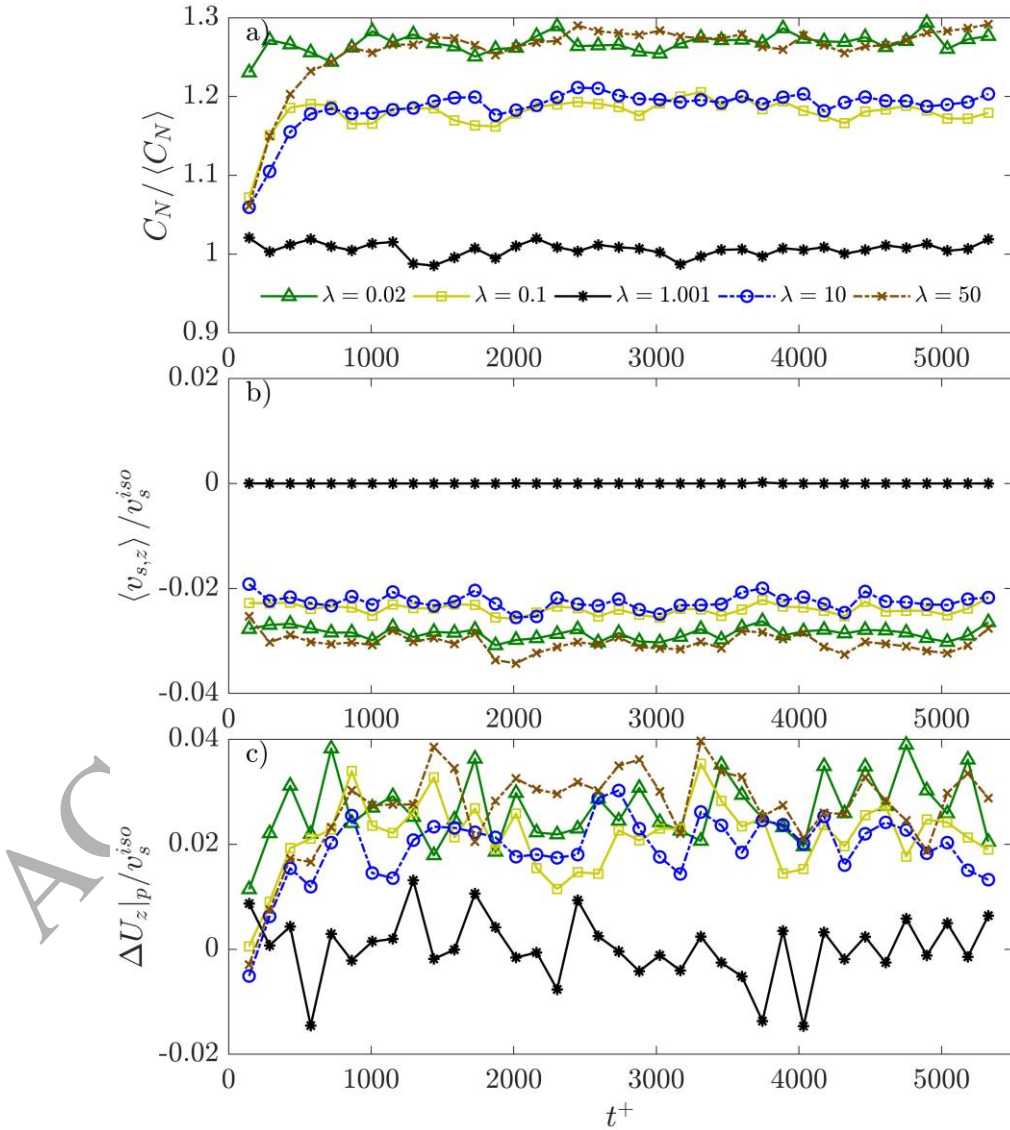 1.3
a)
1.2
1.1
1
0.9
C_N / ⟨C_N⟩
λ = 0.02 λ = 0.1 λ = 1.001 λ = 10 λ = 50
0 1000 2000 3000 4000 5000
0.02
b)
0
-0.02
-0.04
⟨v_{s,z}⟩ / v_s^{iso}
0 1000 2000 3000 4000 5000
0.04
c)
0.02
0
-0.02
ΔU_z|_p / v_s^{iso}
0 1000 2000 3000 4000 5000
t^+
AC